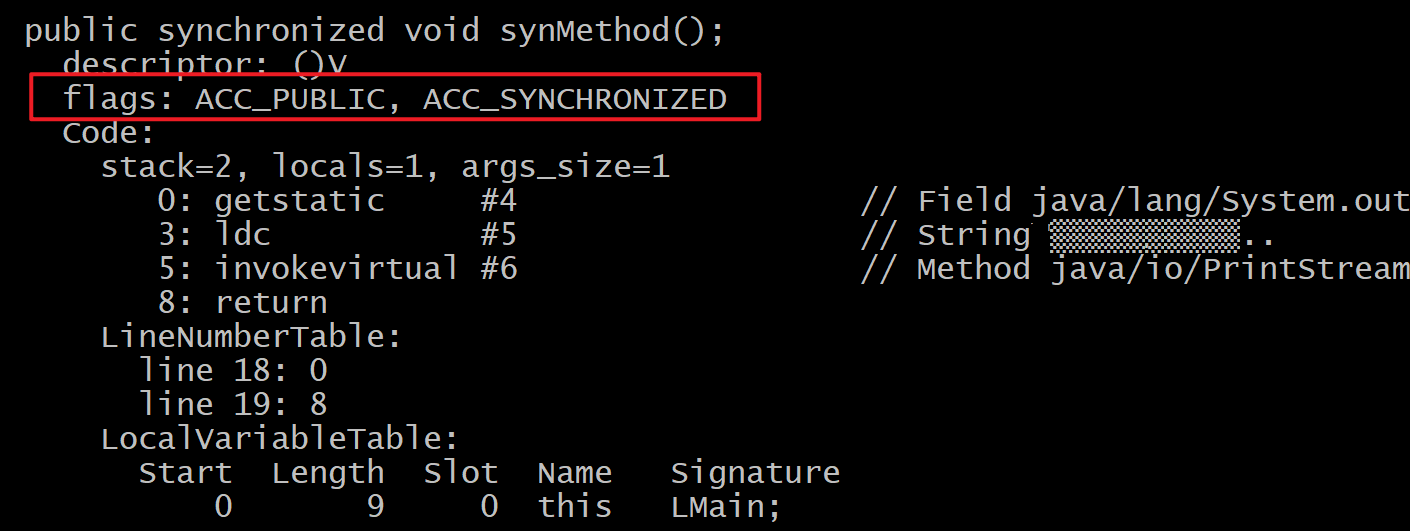 public synchronized void synMethod();
descriptor: ()V
flags: ACC_PUBLIC, ACC_SYNCHRONIZED
Code:
stack=2, locals=1, args_size=1
0: getstatic #4 // Field java/lang/System.out
3: ldc #5 // String ▒▒▒▒▒▒▒▒▒▒..
5: invokevirtual #6 // Method java/io/PrintStream
8: return
LineNumberTable:
line 18: 0
line 19: 8
LocalVariableTable:
Start Length Slot Name Signature
0 9 0 this LMain;